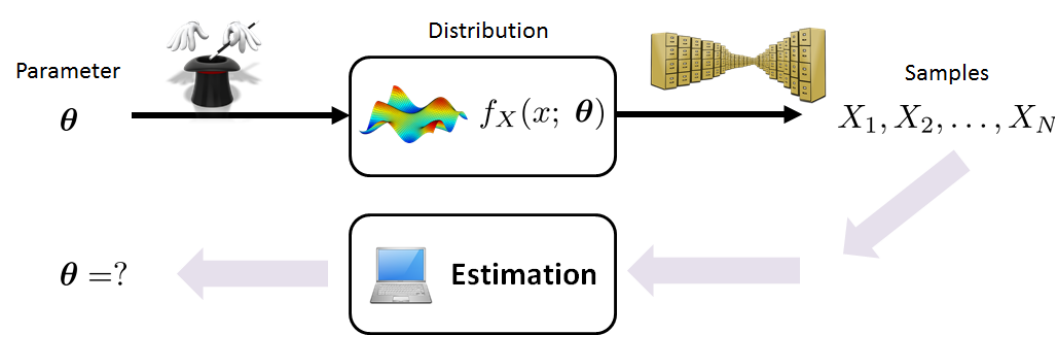 Parameter
θ
Distribution
f_X(x; θ)
Samples
X_1, X_2, . . . , X_N
θ =?
Estimation